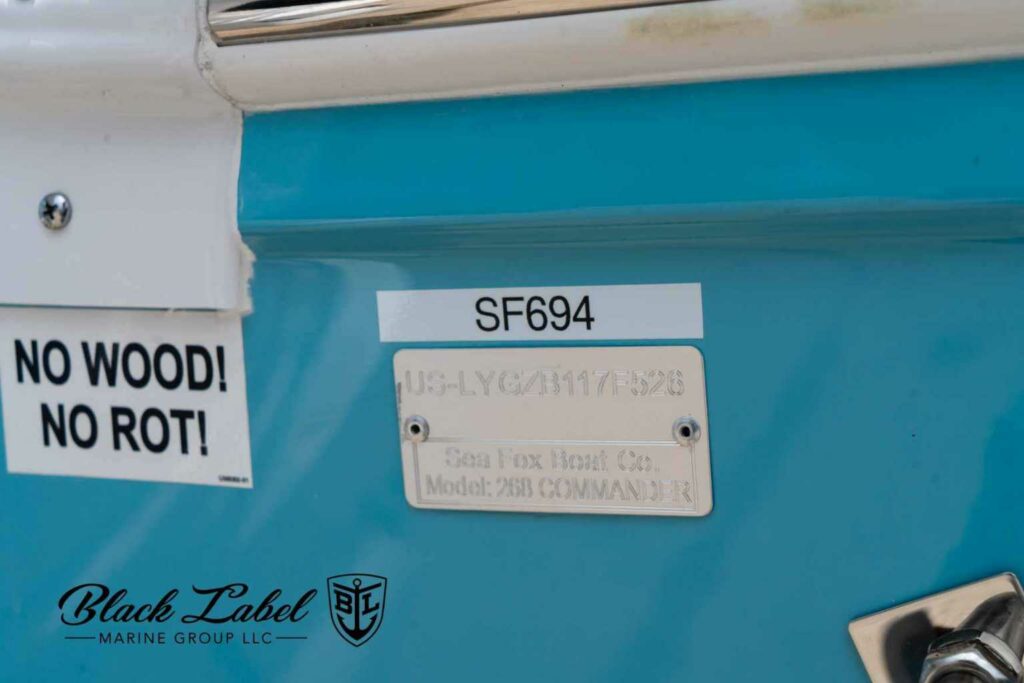 SF694
NO WOOD!
NO ROT!
US-LYGZB117F526
Sea Fox Boat Co.
Model: 268 COMMANDER
Black Label
MARINE GROUP LLC
BL